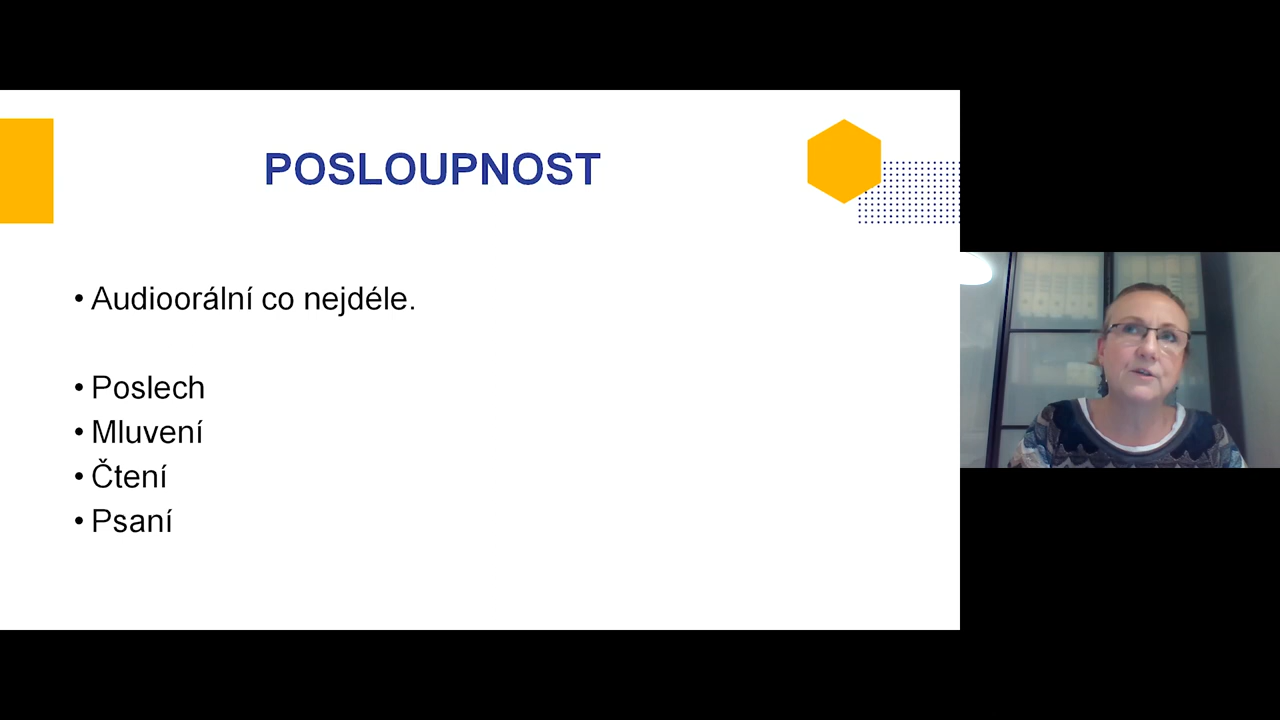 POSLOUPNOST
• Audioorální co nejdéle.
• Poslech
• Mluvení
• Čtení
• Psaní